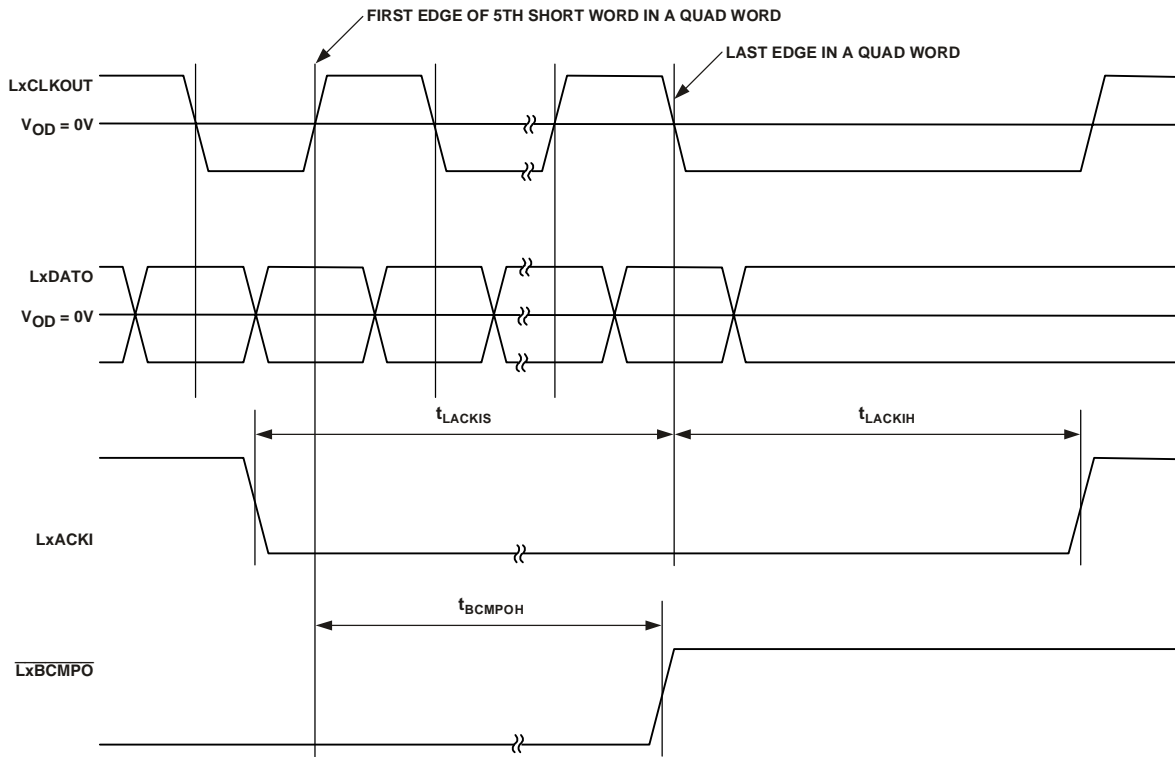 FIRST EDGE OF 5TH SHORT WORD IN A QUAD WORD
LAST EDGE IN A QUAD WORD
LxCLKOUT
VOD = 0V
LxDATO
VOD = 0V
tLACKIS
tLACKIH
LxACKI
tBCMPOH
LxBCMPO